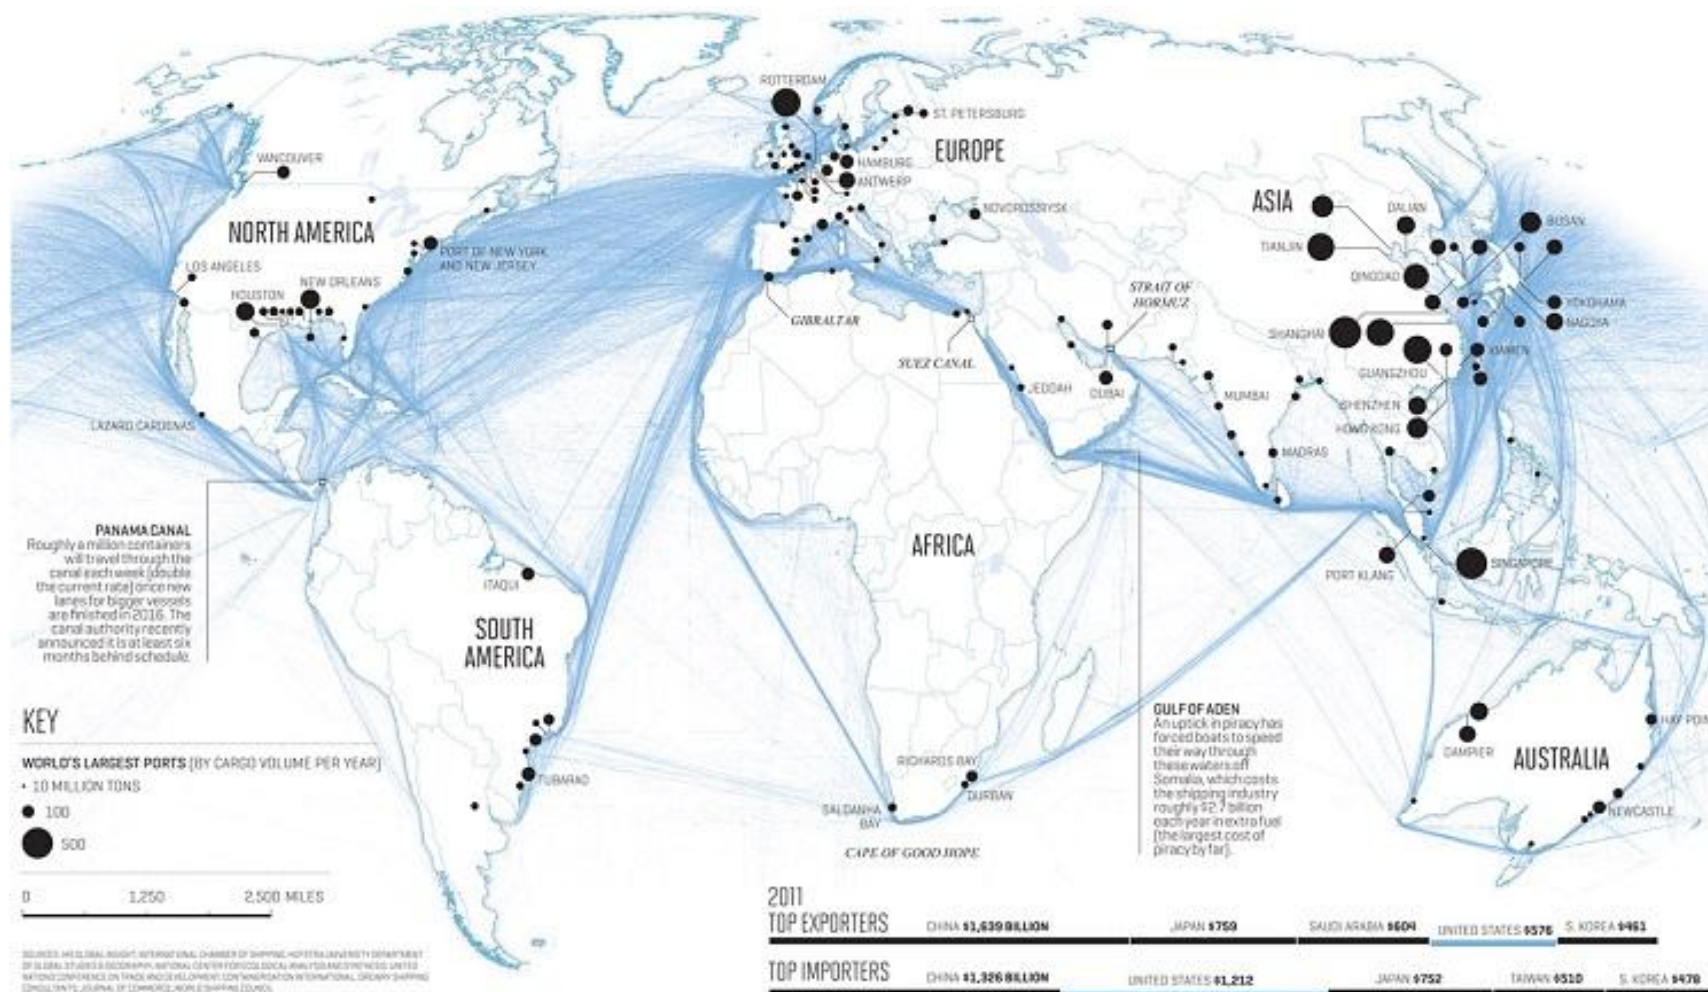 ROTTERDAM
ST. PETERSBURG
EUROPE
VANCOUVER
HAMBURG
ANTWERP
ASIA
DALIAN
BUSAN
NOVOROSSIYSK
NORTH AMERICA
TIANJIN
PORT OF NEW YORK
AND NEW JERSEY
LOS ANGELES
NEW ORLEANS
QINGDAO
HOUSTON
STRAIT OF
HORMUZ
YOKOHAMA
NAGOYA
GIBRALTAR
SHANGHAI
SUEZ CANAL
XIAMEN
GUANGZHOU
JEDDAH
DUBAI
MUMBAI
SHENZHEN
HONG KONG
LAZARO CARDENAS
MADRAS
PANAMA CANAL
Roughly a million containers
will travel through the
canal each week (double
the current rate) once new
lanes for bigger vessels
are finished in 2016. The
canal authority recently
announced it is at least six
months behind schedule.
AFRICA
PORT KLANG
SINGAPORE
ITAQUI
SOUTH
AMERICA
GULF OF ADEN
An uptick in piracy has
forced boats to speed
their way through
these waters off
Somalia, which costs
the shipping industry
roughly $2.7 billion
each year in extra fuel
(the largest cost of
piracy by far).
HAY POIN
DAMPIER
AUSTRALIA
NEWCASTLE
RICHARDS BAY
DURBAN
TUBARAO
SALDANHA
BAY
CAPE OF GOOD HOPE
KEY
WORLD'S LARGEST PORTS (BY CARGO VOLUME PER YEAR)
10 MILLION TONS
100
500
0 1,250 2,500 MILES
2011
TOP EXPORTERS CHINA $1,639 BILLION JAPAN $759 SAUDI ARABIA $604 UNITED STATES $576 S. KOREA $461
TOP IMPORTERS CHINA $1,326 BILLION UNITED STATES $1,212 JAPAN $752 TAIWAN $510 S. KOREA $478